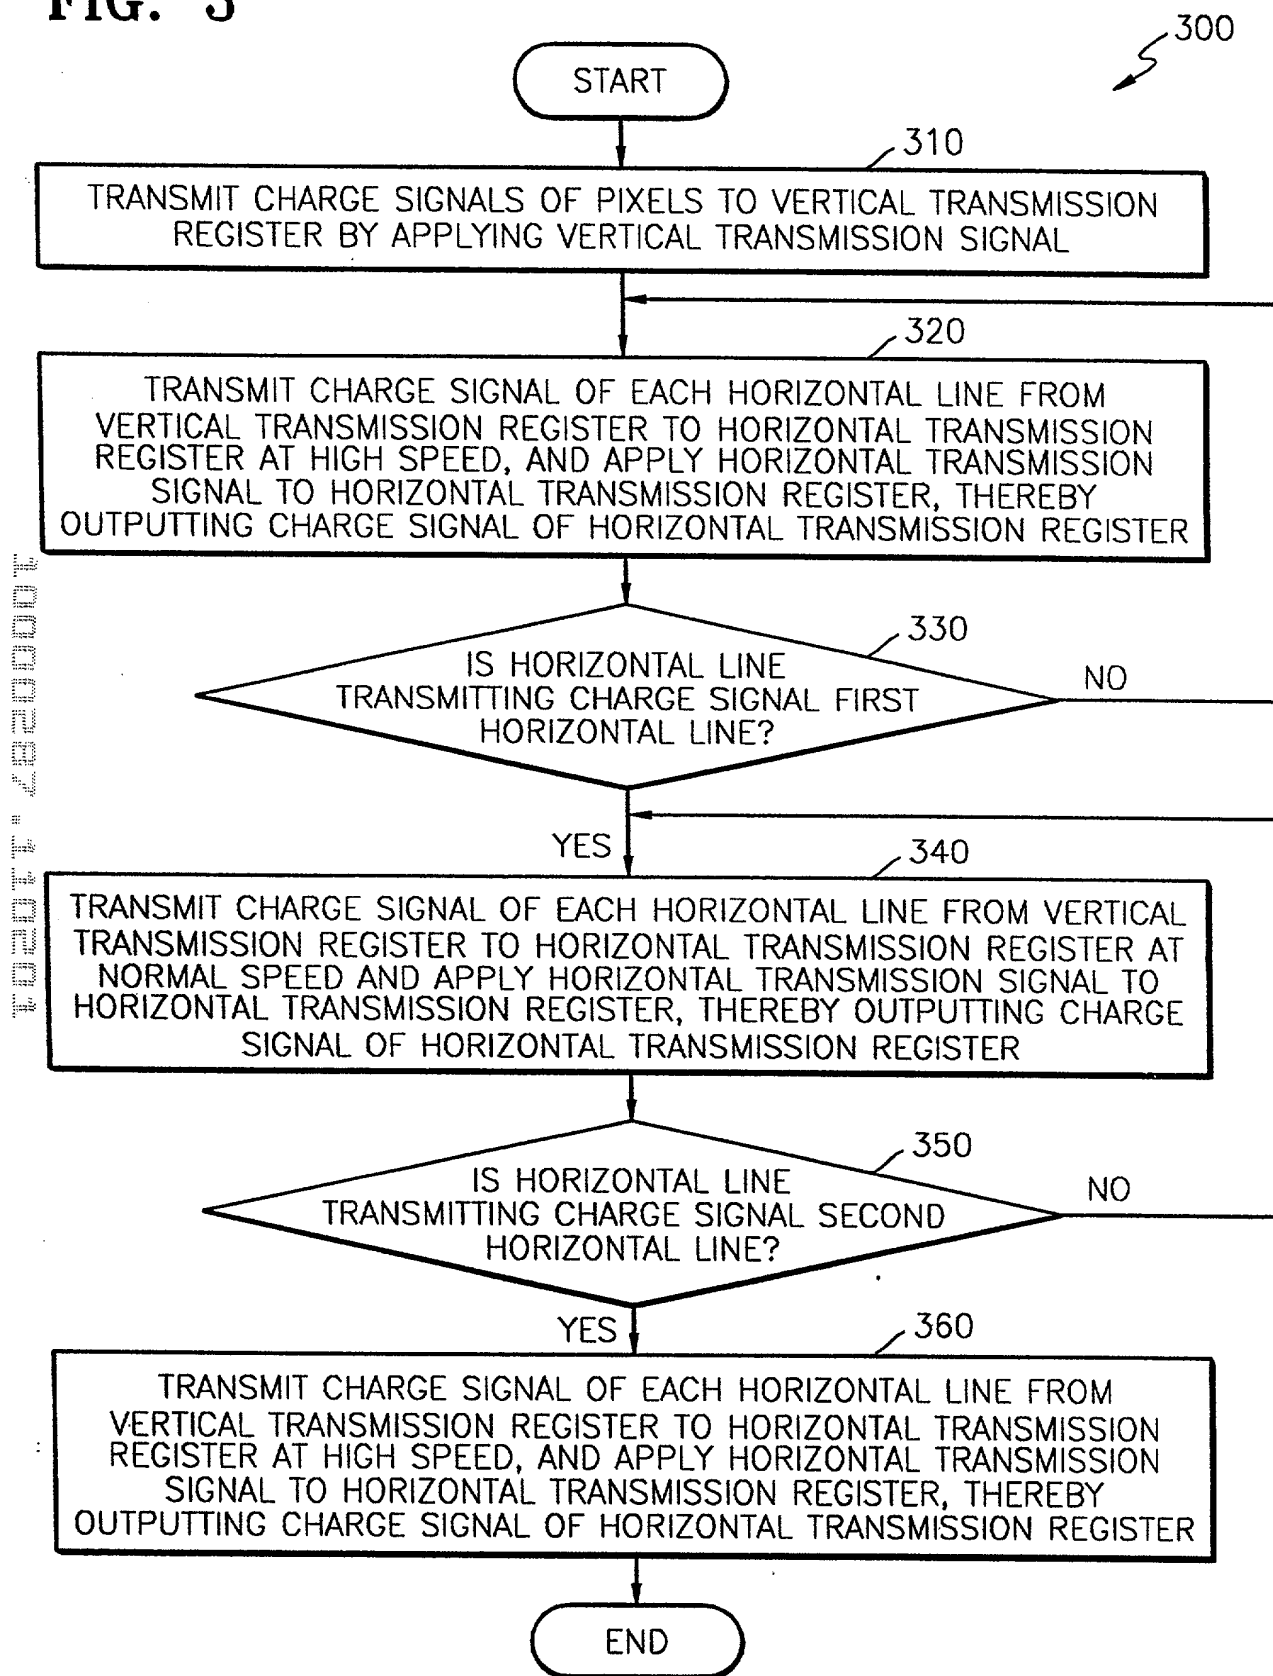 FIG. 3
300
START
310
TRANSMIT CHARGE SIGNALS OF PIXELS TO VERTICAL TRANSMISSION
REGISTER BY APPLYING VERTICAL TRANSMISSION SIGNAL
320
TRANSMIT CHARGE SIGNAL OF EACH HORIZONTAL LINE FROM
VERTICAL TRANSMISSION REGISTER TO HORIZONTAL TRANSMISSION
REGISTER AT HIGH SPEED, AND APPLY HORIZONTAL TRANSMISSION
SIGNAL TO HORIZONTAL TRANSMISSION REGISTER, THEREBY
OUTPUTTING CHARGE SIGNAL OF HORIZONTAL TRANSMISSION REGISTER
330
IS HORIZONTAL LINE
TRANSMITTING CHARGE SIGNAL FIRST
HORIZONTAL LINE?
NO
YES
340
TRANSMIT CHARGE SIGNAL OF EACH HORIZONTAL LINE FROM VERTICAL
TRANSMISSION REGISTER TO HORIZONTAL TRANSMISSION REGISTER AT
NORMAL SPEED AND APPLY HORIZONTAL TRANSMISSION SIGNAL TO
HORIZONTAL TRANSMISSION REGISTER, THEREBY OUTPUTTING CHARGE
SIGNAL OF HORIZONTAL TRANSMISSION REGISTER
350
IS HORIZONTAL LINE
TRANSMITTING CHARGE SIGNAL SECOND
HORIZONTAL LINE?
NO
YES
360
TRANSMIT CHARGE SIGNAL OF EACH HORIZONTAL LINE FROM
VERTICAL TRANSMISSION REGISTER TO HORIZONTAL TRANSMISSION
REGISTER AT HIGH SPEED, AND APPLY HORIZONTAL TRANSMISSION
SIGNAL TO HORIZONTAL TRANSMISSION REGISTER, THEREBY
OUTPUTTING CHARGE SIGNAL OF HORIZONTAL TRANSMISSION REGISTER
END
10000287.110201